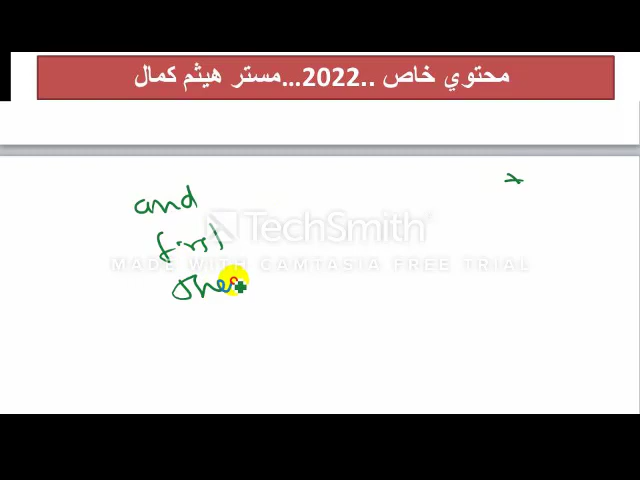 محتوي خاص ..2022...مستر هيثم كمال
and
first
TechSmith
MADE WITH CAMTASIA FREE TRIAL